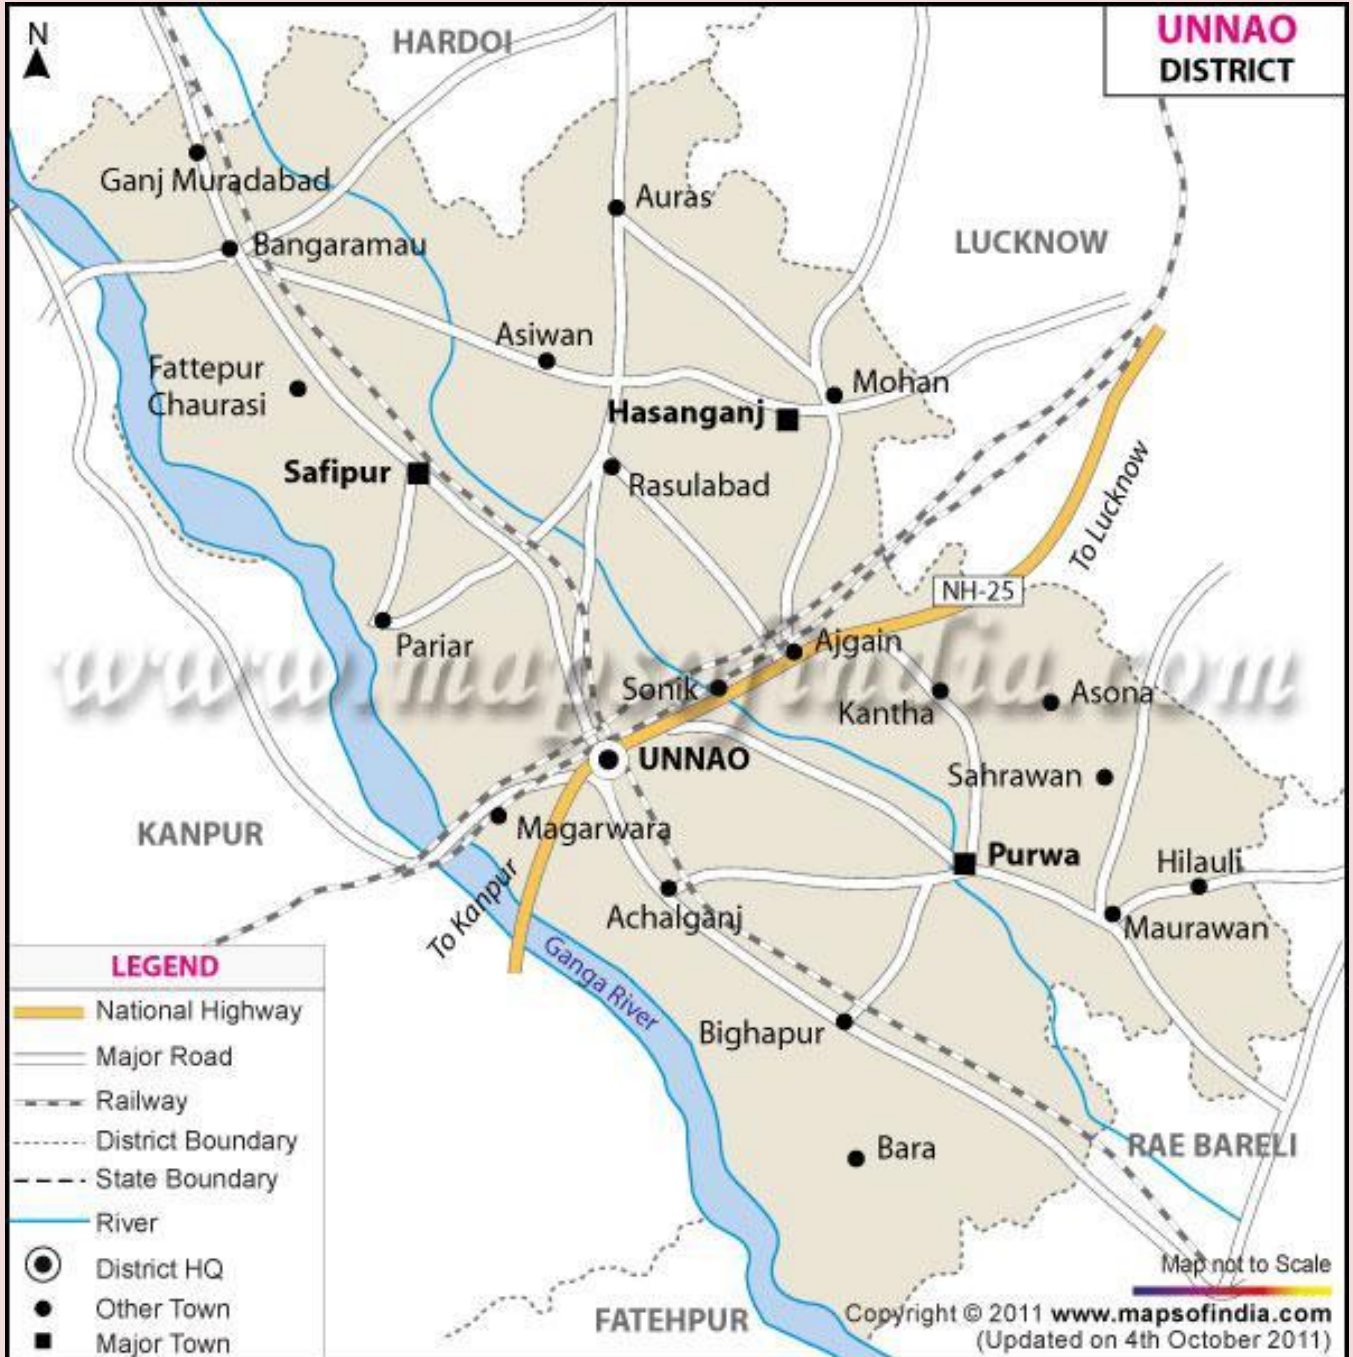 N
HARDOI
UNNAO
DISTRICT
Ganj Muradabad
Auras
Bangaramau
LUCKNOW
Asiwan
Fattepur
Chaurasi
Mohan
Hasanganj
Safipur
Rasulabad
To Lucknow
NH-25
Pariar
Ajgain
www.mapsofindia.com
Sonik
Kantha
Asona
UNNAO
Sahrawan
KANPUR
Magarwara
Purwa
Hilauli
To Kanpur
Achalganj
Maurawan
Ganga River
Bighapur
Bara
RAE BARELI
FATEHPUR
LEGEND
National Highway
Major Road
Railway
District Boundary
State Boundary
River
District HQ
Other Town
Major Town
Map not to Scale
Copyright © 2011 www.mapsofindia.com
(Updated on 4th October 2011)